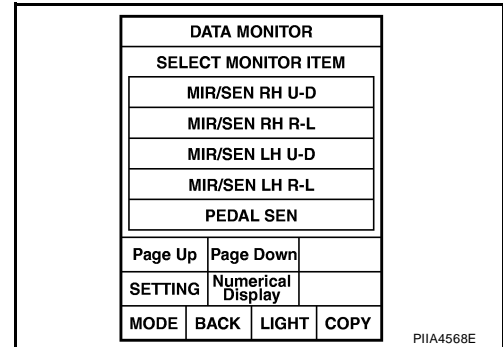 DATA MONITOR
SELECT MONITOR ITEM
MIR/SEN RH U-D
MIR/SEN RH R-L
MIR/SEN LH U-D
MIR/SEN LH R-L
PEDAL SEN
Page Up Page Down
SETTING Numerical
Display
MODE BACK LIGHT COPY
PIIA4568E